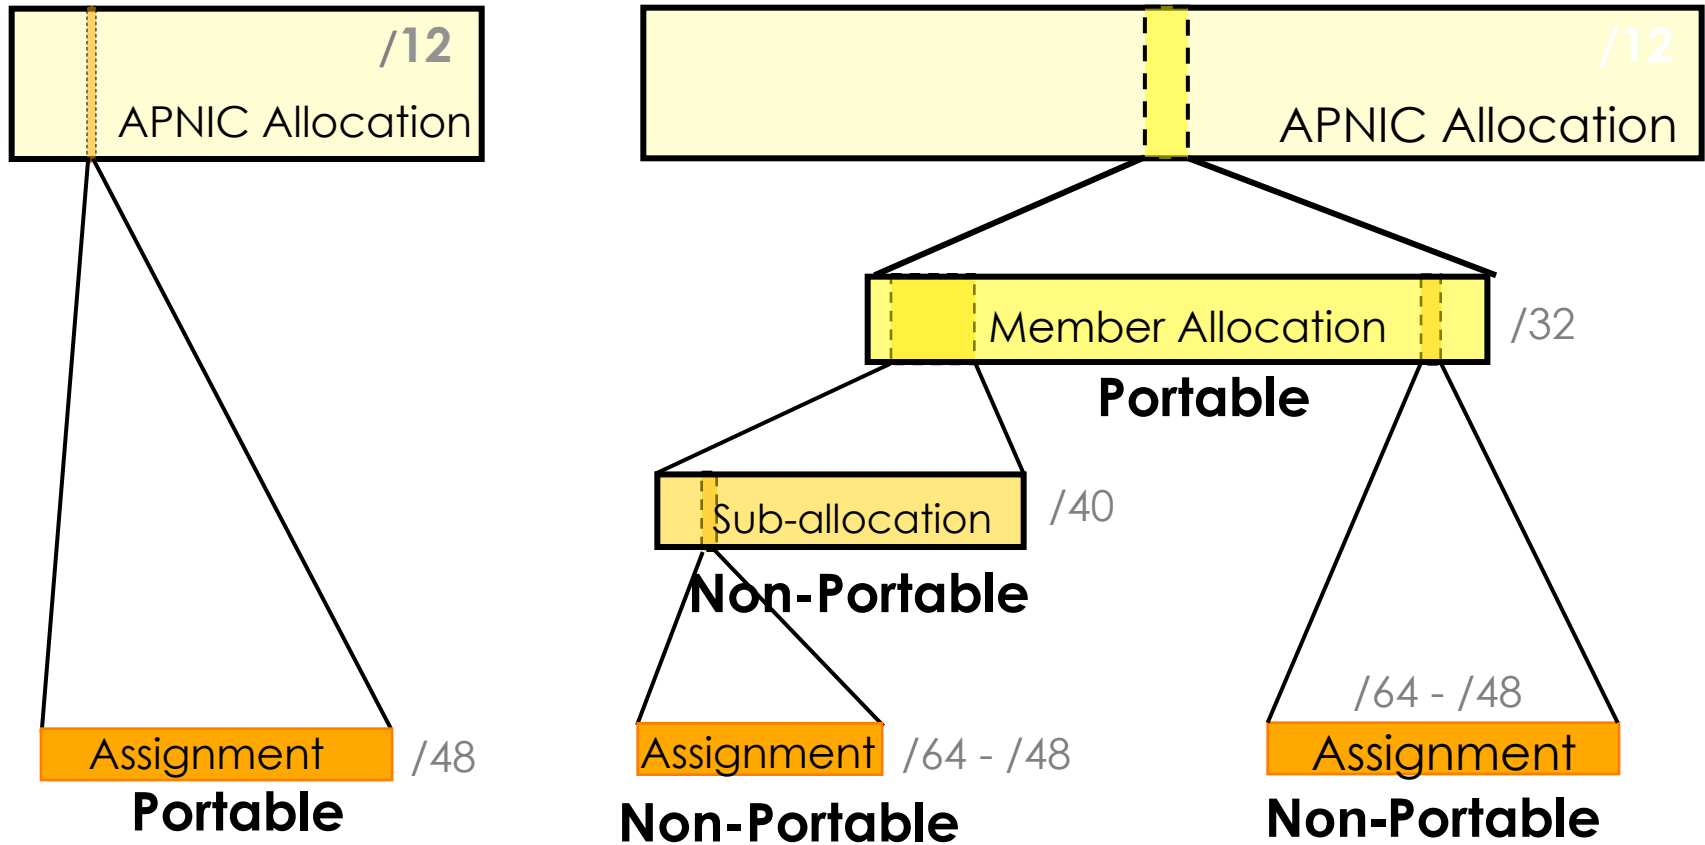 /12
APNIC Allocation
/12
APNIC Allocation
Member Allocation
/32
Portable
Sub-allocation
/40
Non-Portable
/64 - /48
Assignment
/48
Portable
Assignment
/64 - /48
Non-Portable
Assignment
Non-Portable